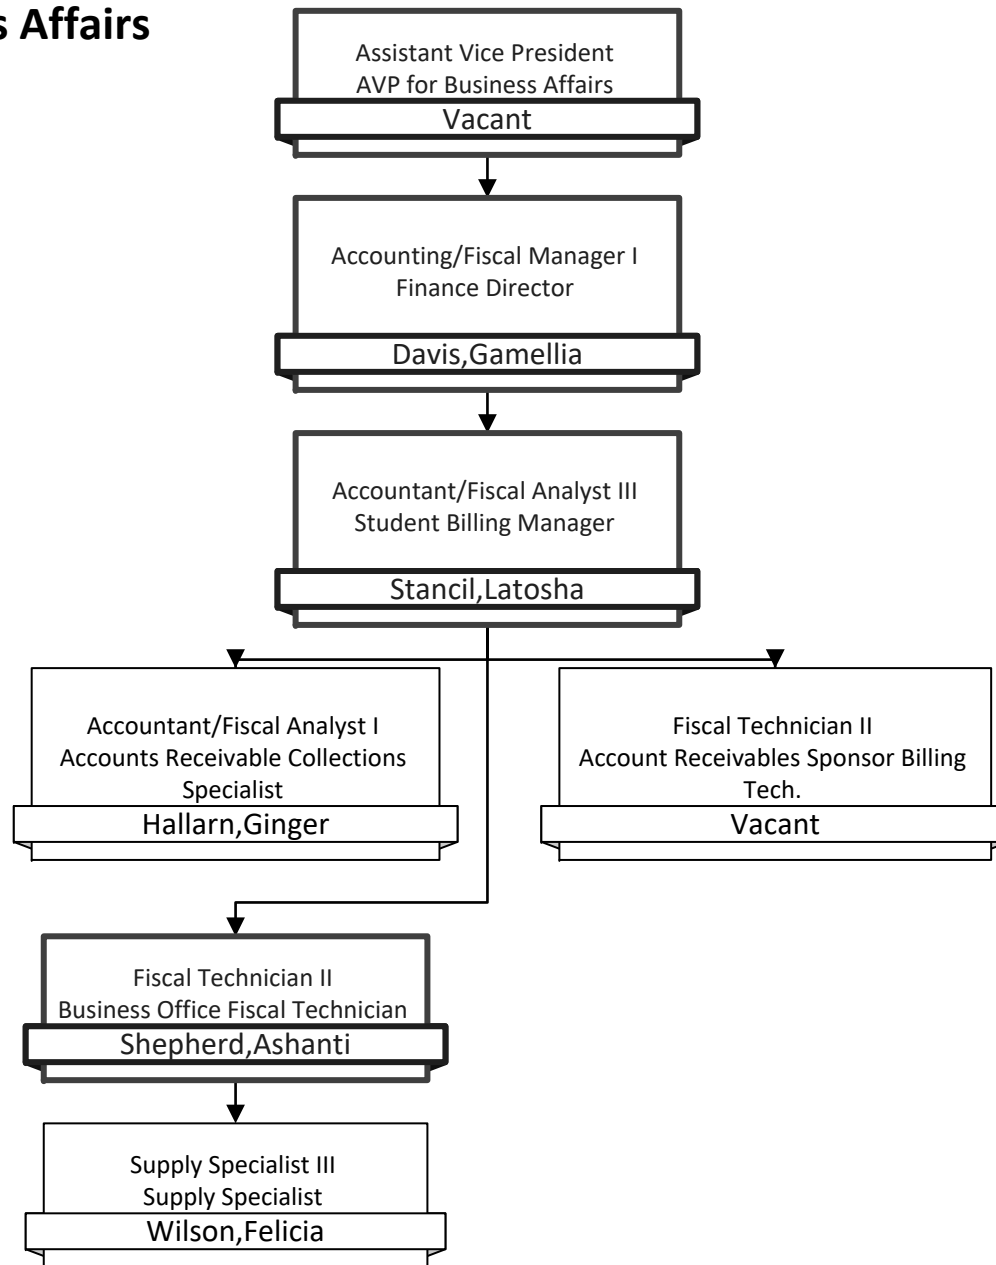 s Affairs
Assistant Vice President
AVP for Business Affairs
Vacant
Accounting/Fiscal Manager I
Finance Director
Davis,Gamellia
Accountant/Fiscal Analyst III
Student Billing Manager
Stancil,Latosha
Accountant/Fiscal Analyst I
Accounts Receivable Collections
Specialist
Hallarn,Ginger
Fiscal Technician II
Account Receivables Sponsor Billing
Tech.
Vacant
Fiscal Technician II
Business Office Fiscal Technician
Shepherd,Ashanti
Supply Specialist III
Supply Specialist
Wilson,Felicia